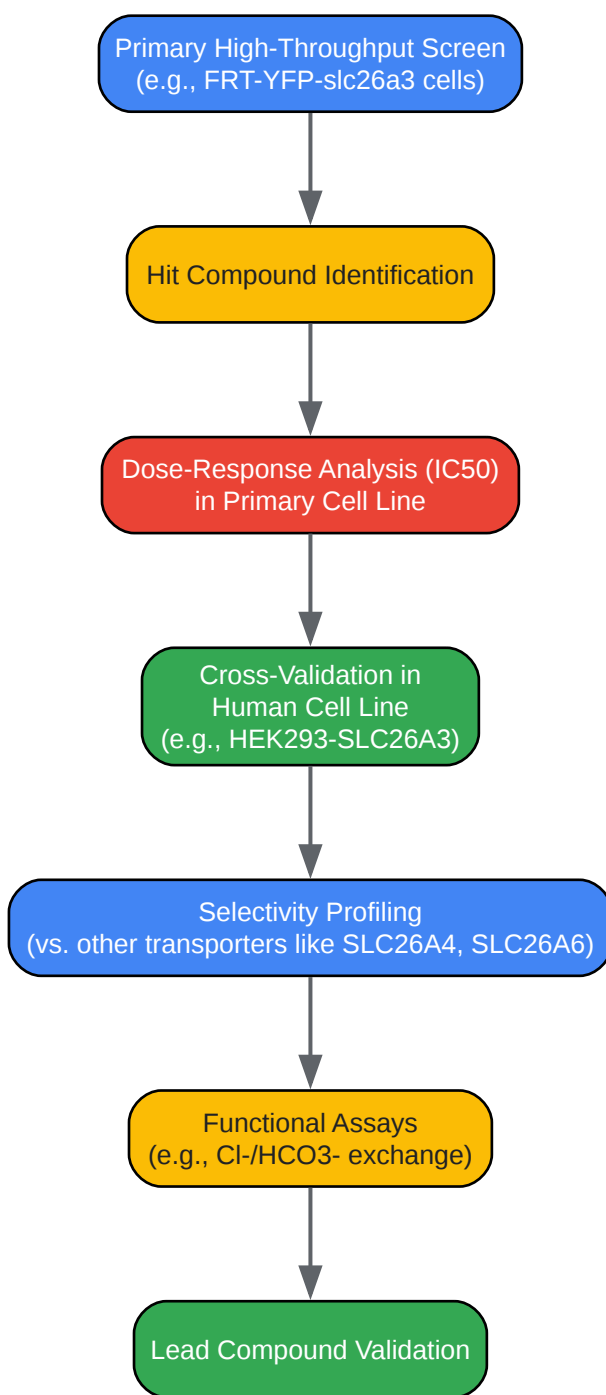 Primary High-Throughput Screen
(e.g., FRT-YFP-slc26a3 cells)
Hit Compound Identification
Dose-Response Analysis (IC50)
in Primary Cell Line
Cross-Validation in
Human Cell Line
(e.g., HEK293-SLC26A3)
Selectivity Profiling
(vs. other transporters like SLC26A4, SLC26A6)
Functional Assays
(e.g., Cl-/HCO3- exchange)
Lead Compound Validation